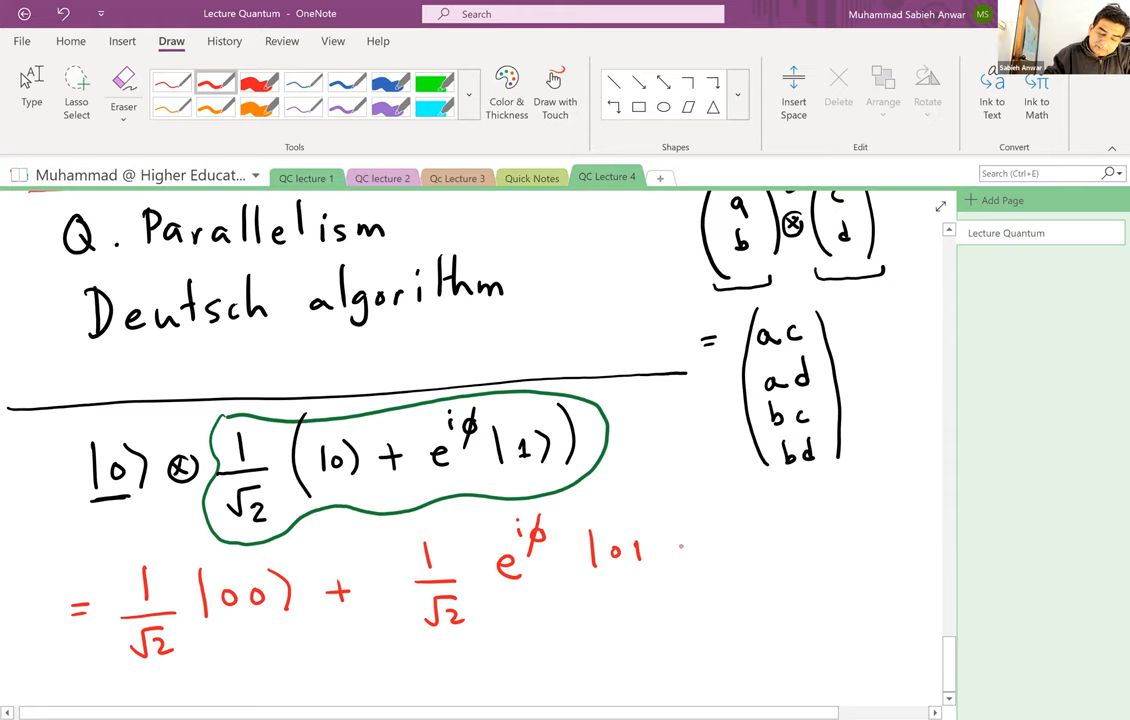 Lecture Quantum - OneNote
Search
Muhammad Sabieh Anwar MS
File Home Insert Draw History Review View Help
Sabieh Anwar
Type
Lasso Select
Eraser
Color & Thickness
Draw with Touch
Insert Space
Delete
Arrange
Rotate
Ink to Text
Ink to Math
Tools
Shapes
Edit
Convert
Muhammad @ Higher Educat...
QC lecture 1
QC lecture 2
Qc Lecture 3
Quick Notes
QC Lecture 4
Search (Ctrl+E)
Add Page
Lecture Quantum
Q. Parallelism
Deutsch algorithm
(a b) ⊗ (c d)
= (ac
ad
bc
bd)
|0⟩ ⊗ 1/√2 (|0⟩ + e^{iφ} |1⟩)
= 1/√2 |00⟩ + 1/√2 e^{iφ} |01